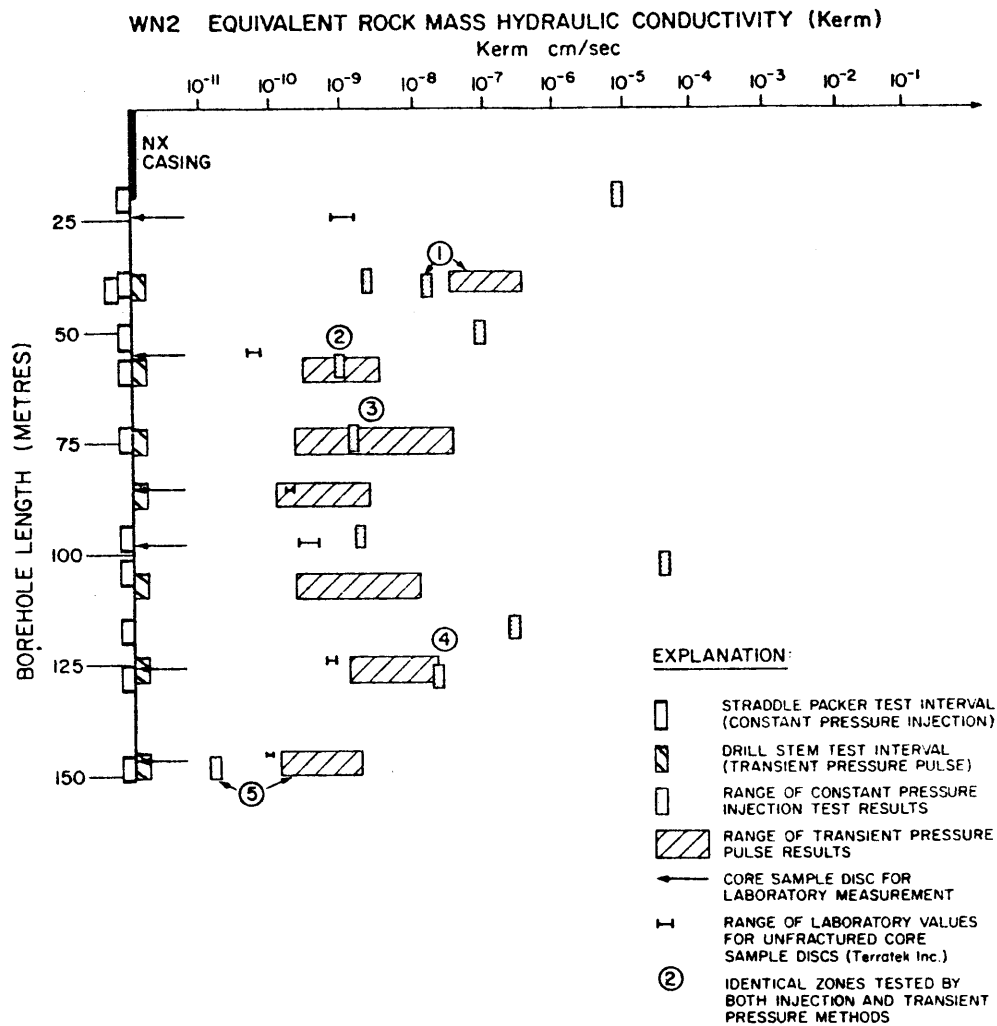 WN2 EQUIVALENT ROCK MASS HYDRAULIC CONDUCTIVITY (Kerm)
Kerm cm/sec
10⁻¹¹ 10⁻¹⁰ 10⁻⁹ 10⁻⁸ 10⁻⁷ 10⁻⁶ 10⁻⁵ 10⁻⁴ 10⁻³ 10⁻² 10⁻¹
NX
CASING
BOREHOLE LENGTH (METRES)
25
50
75
100
125
150
1
2
3
4
5
EXPLANATION:
STRADDLE PACKER TEST INTERVAL
(CONSTANT PRESSURE INJECTION)
DRILL STEM TEST INTERVAL
(TRANSIENT PRESSURE PULSE)
RANGE OF CONSTANT PRESSURE
INJECTION TEST RESULTS
RANGE OF TRANSIENT PRESSURE
PULSE RESULTS
CORE SAMPLE DISC FOR
LABORATORY MEASUREMENT
RANGE OF LABORATORY VALUES
FOR UNFRACTURED CORE
SAMPLE DISCS (Terratek Inc.)
2
IDENTICAL ZONES TESTED BY
BOTH INJECTION AND TRANSIENT
PRESSURE METHODS